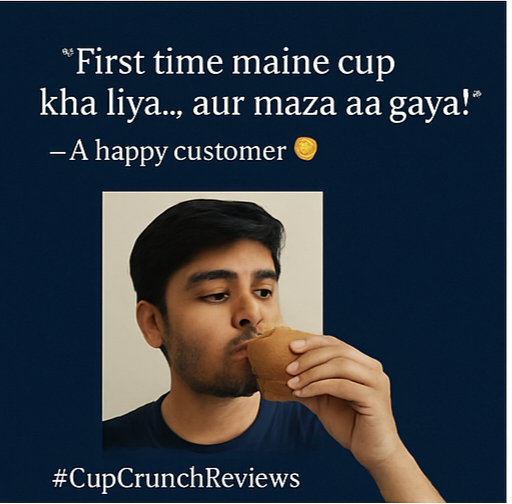 "First time maine cup
kha liya.., aur maza aa gaya!"
– A happy customer
#CupCrunchReviews